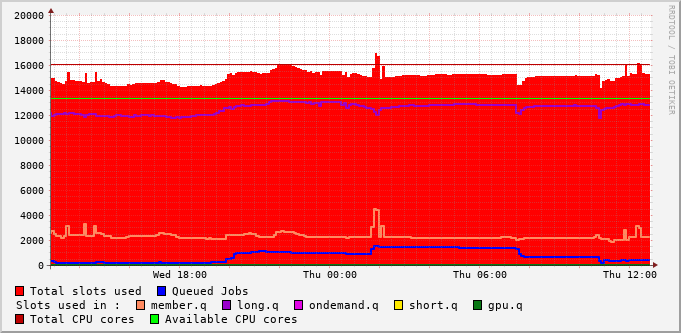 20000
18000
16000
14000
12000
10000
8000
6000
4000
2000
0
Wed 18:00 Thu 00:00 Thu 06:00 Thu 12:00
RRDTOOL / TOBI OETIKER
Total slots used Queued Jobs
Slots used in : member.q long.q ondemand.q short.q gpu.q
Total CPU cores Available CPU cores